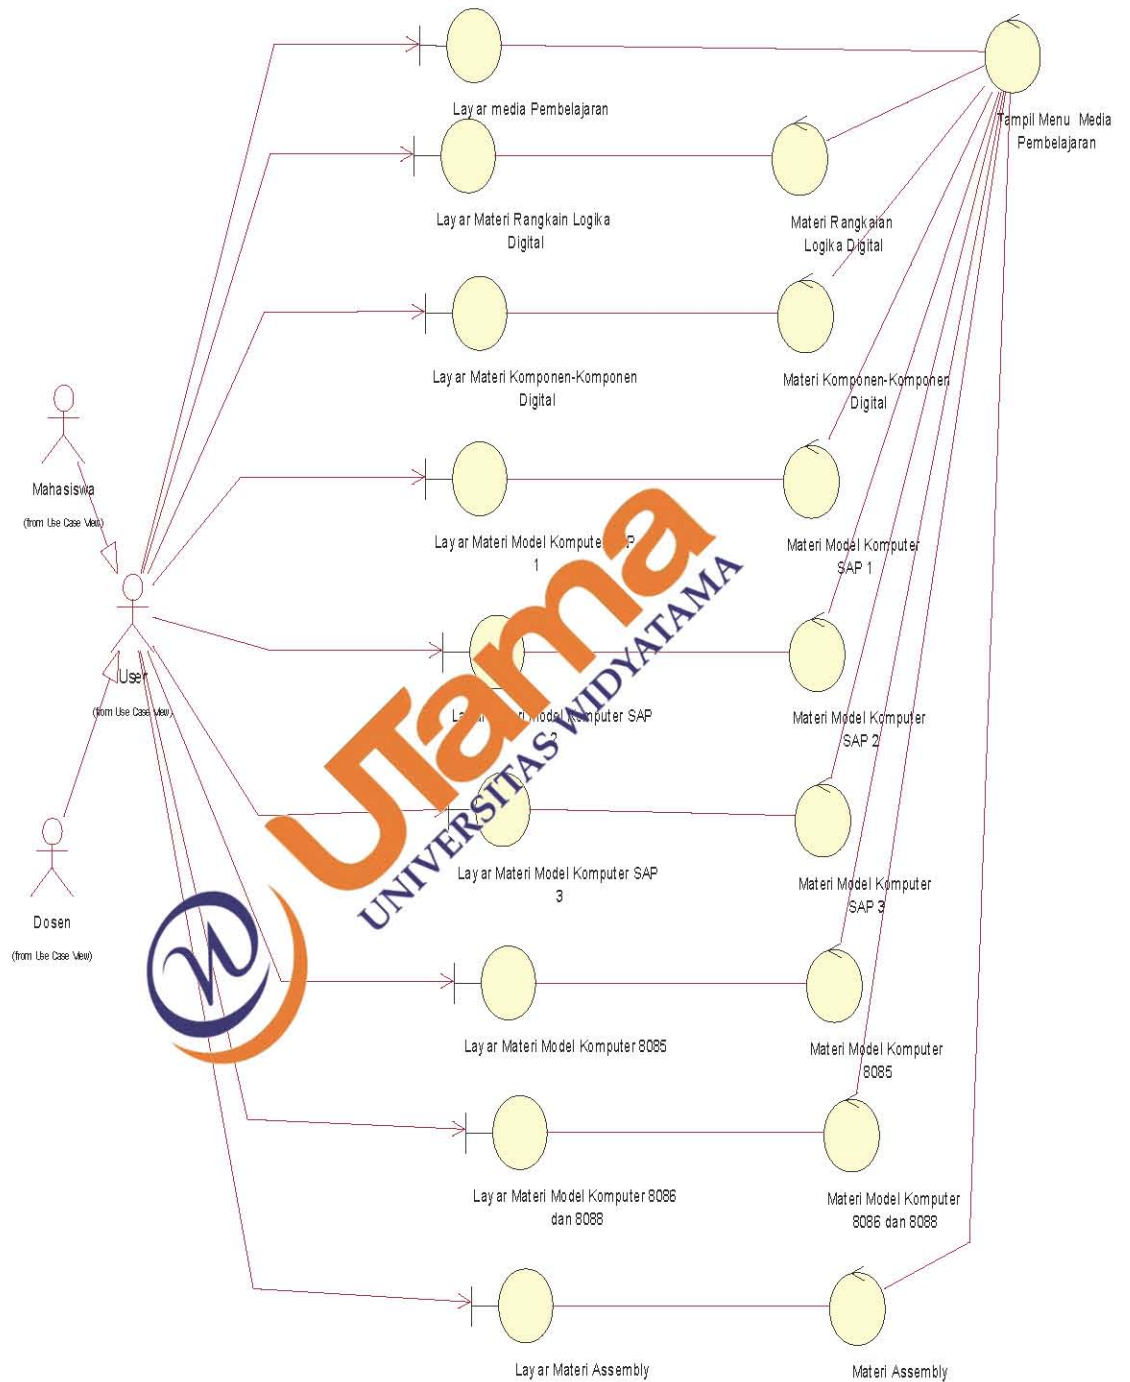 Layar media Pembelajaran
Tampil Menu Media
Pembelajaran
Layar Materi Rangkain Logika
Digital
Materi Rangkaian
Logika Digital
Layar Materi Komponen-Komponen
Digital
Materi Komponen-Komponen
Digital
Mahasiswa
(from Use Case View)
Layar Materi Model Komputer
1
Materi Model Komputer
SAP 1
User
(from Use Case View)
Model Komputer SAP
Materi Model Komputer
SAP 2
UTama
UNIVERSITAS WIDYATAMA
Layar Materi Model Komputer SAP
3
Materi Model Komputer
SAP 3
Dosen
(from Use Case View)
Layar Materi Model Komputer 8085
Materi Model Komputer
8085
Layar Materi Model Komputer 8086
dan 8088
Materi Model Komputer
8086 dan 8088
Layar Materi Assembly
Materi Assembly